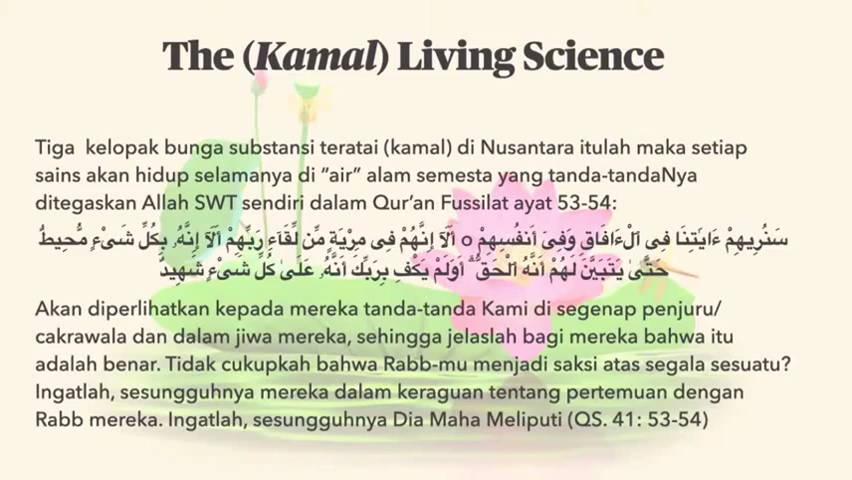 The (Kamal) Living Science
Tiga kelopak bunga substansi teratai (kamal) di Nusantara itulah maka setiap
sains akan hidup selamanya di “air” alam semesta yang tanda-tandaNya
ditegaskan Allah SWT sendiri dalam Qur’an Fussilat ayat 53-54:
سَنُرِيهِمْ ءَايَٰتِنَا فِى ٱلْءَافَاقِ وَفِىٓ أَنفُسِهِمْ o أَلَآ إِنَّهُمْ فِى مِرْيَةٍ مِّن لِّقَآءِ رَبِّهِمْ أَلَآ إِنَّهُۥ بِكُلِّ شَىْءٍ مُّحِيطٌ
حَتَّىٰ يَتَبَيَّنَ لَهُمْ أَنَّهُ ٱلْحَقُّ ۗ أَوَلَمْ يَكْفِ بِرَبِّكَ أَنَّهُۥ عَلَىٰ كُلِّ شَىْءٍ شَهِيدٌ
Akan diperlihatkan kepada mereka tanda-tanda Kami di segenap penjuru/
cakrawala dan dalam jiwa mereka, sehingga jelaslah bagi mereka bahwa itu
adalah benar. Tidak cukupkah bahwa Rabb-mu menjadi saksi atas segala sesuatu?
Ingatlah, sesungguhnya mereka dalam keraguan tentang pertemuan dengan
Rabb mereka. Ingatlah, sesungguhnya Dia Maha Meliputi (QS. 41: 53-54)